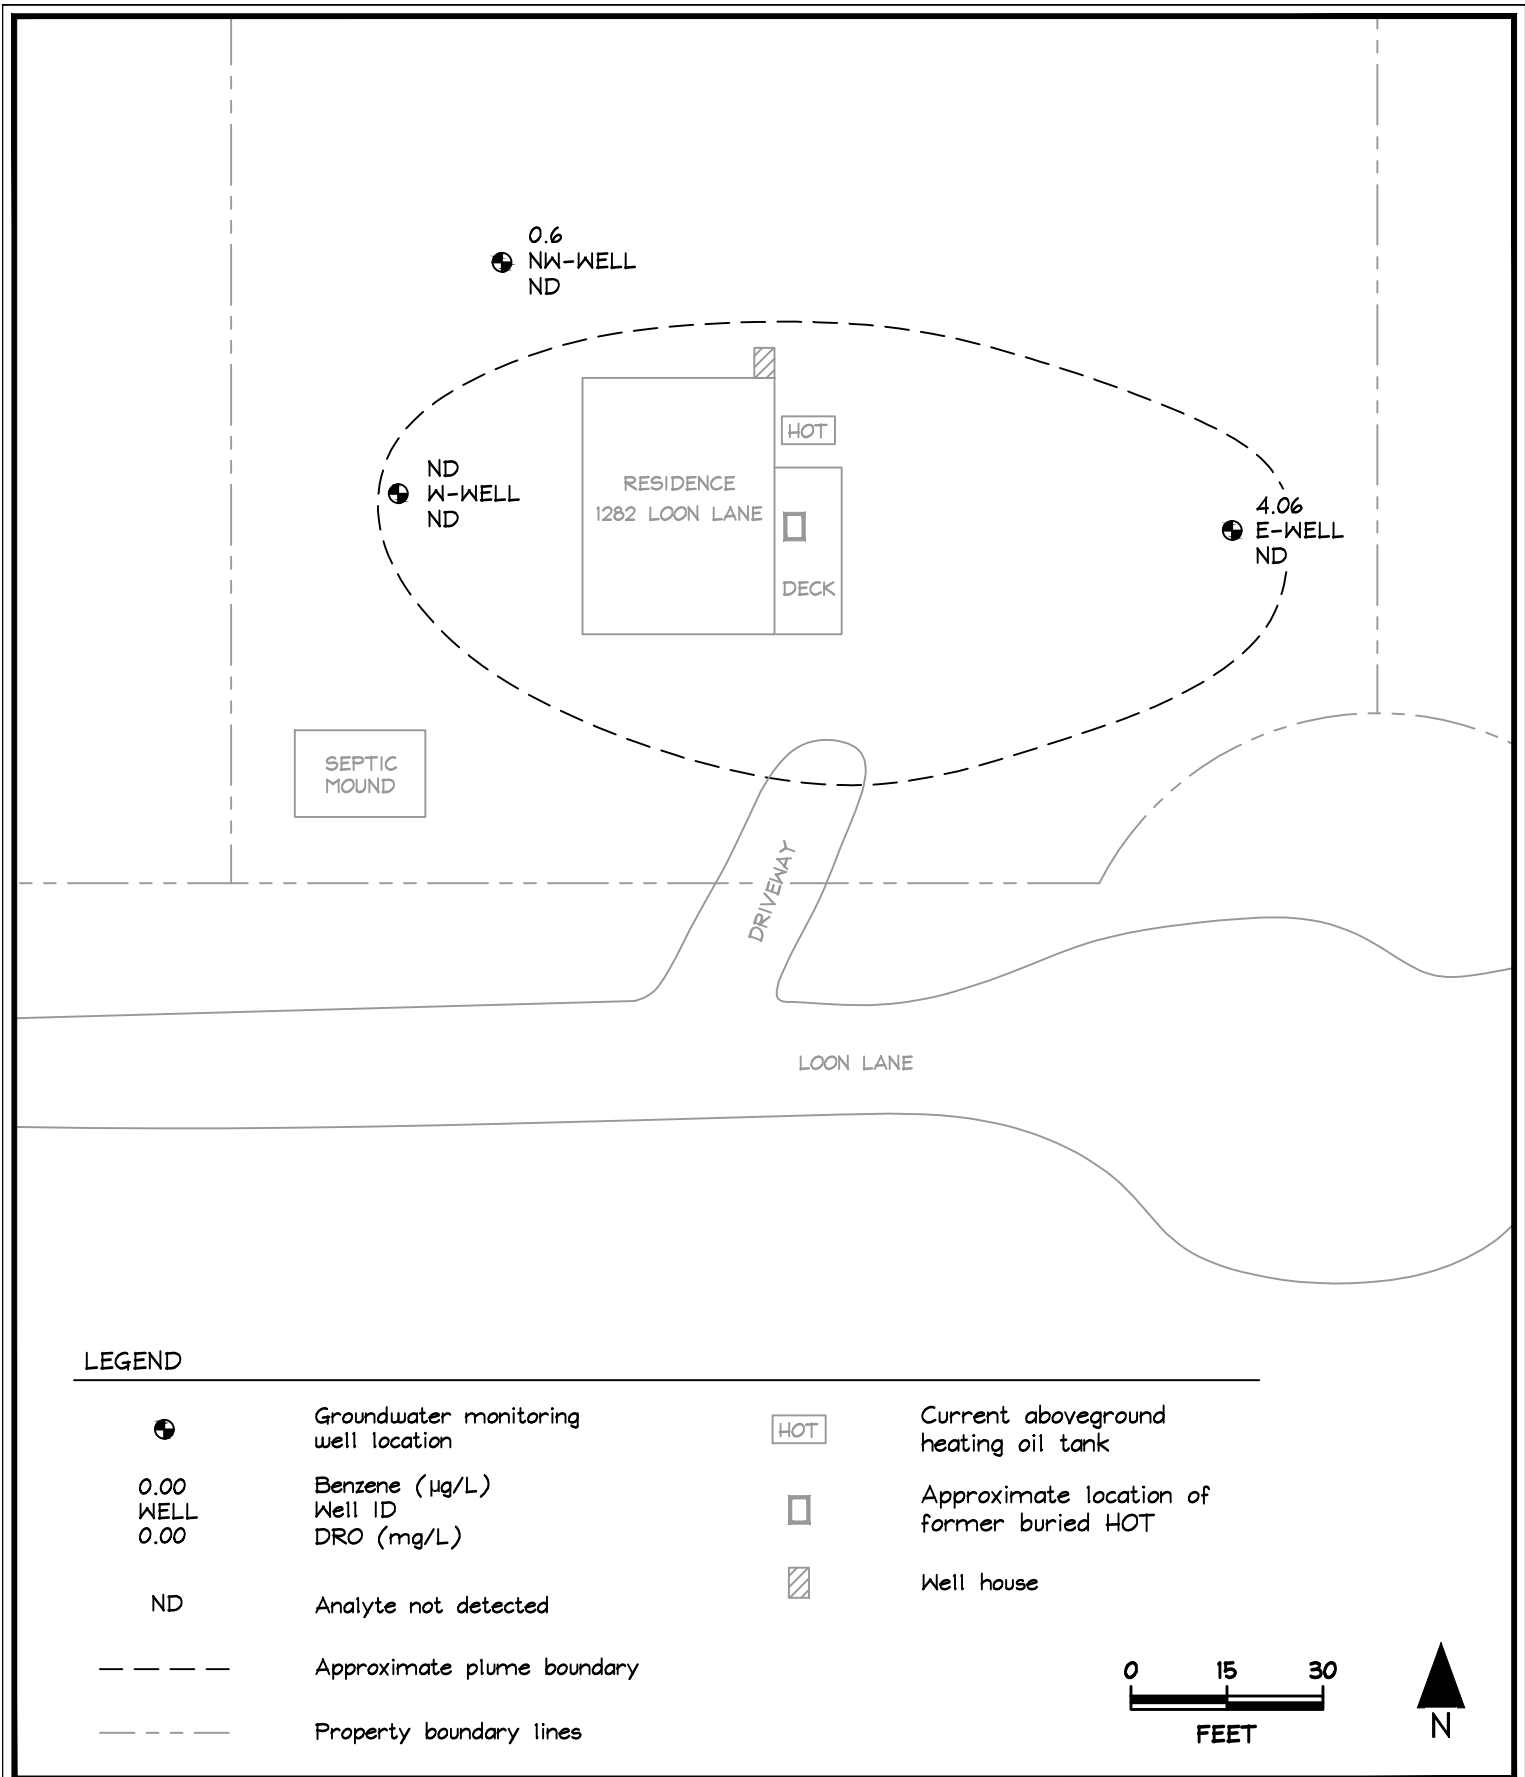 0.6
NW-WELL
ND
HOT
ND
W-WELL
ND
RESIDENCE
1282 LOON LANE
4.06
E-WELL
ND
DECK
SEPTIC
MOUND
DRIVEWAY
LOON LANE
LEGEND
Groundwater monitoring
well location
0.00
WELL
0.00
Benzene (µg/L)
Well ID
DRO (mg/L)
ND
Analyte not detected
Approximate plume boundary
Property boundary lines
HOT
Current aboveground
heating oil tank
Approximate location of
former buried HOT
Well house
0 15 30
FEET
N